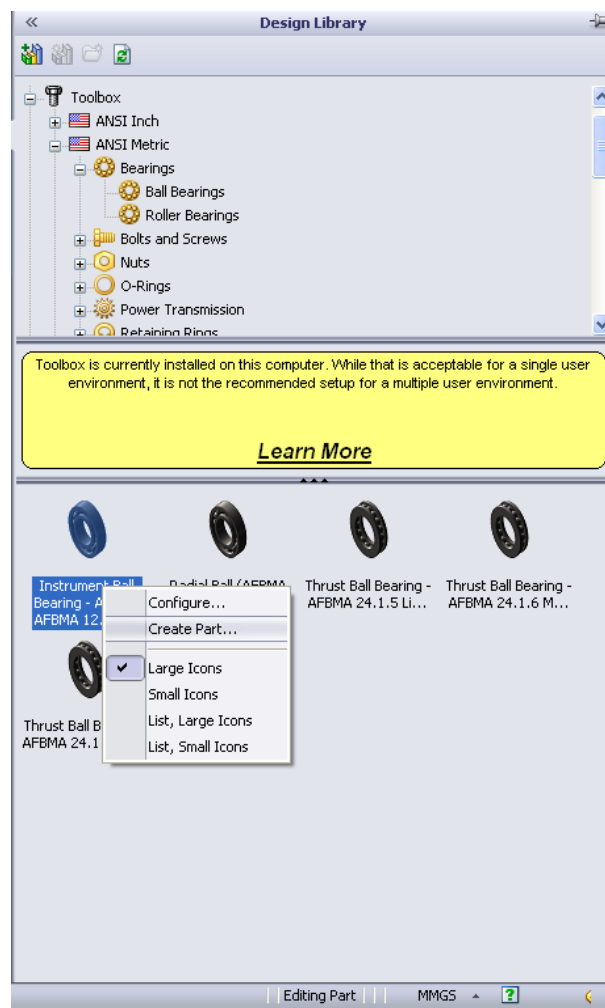 Design Library
Toolbox
ANSI Inch
ANSI Metric
Bearings
Ball Bearings
Roller Bearings
Bolts and Screws
Nuts
O-Rings
Power Transmission
Retaining Rings
Toolbox is currently installed on this computer. While that is acceptable for a single user
environment, it is not the recommended setup for a multiple user environment.
Learn More
Instrument Ball
Bearing - A
AFBMA 12.
Radial Ball (AFBMA
Thrust Ball Bearing -
AFBMA 24.1.5 Li...
Thrust Ball Bearing -
AFBMA 24.1.6 M...
Thrust Ball B
AFBMA 24.1
Configure...
Create Part...
Large Icons
Small Icons
List, Large Icons
List, Small Icons
Editing Part
MMGS